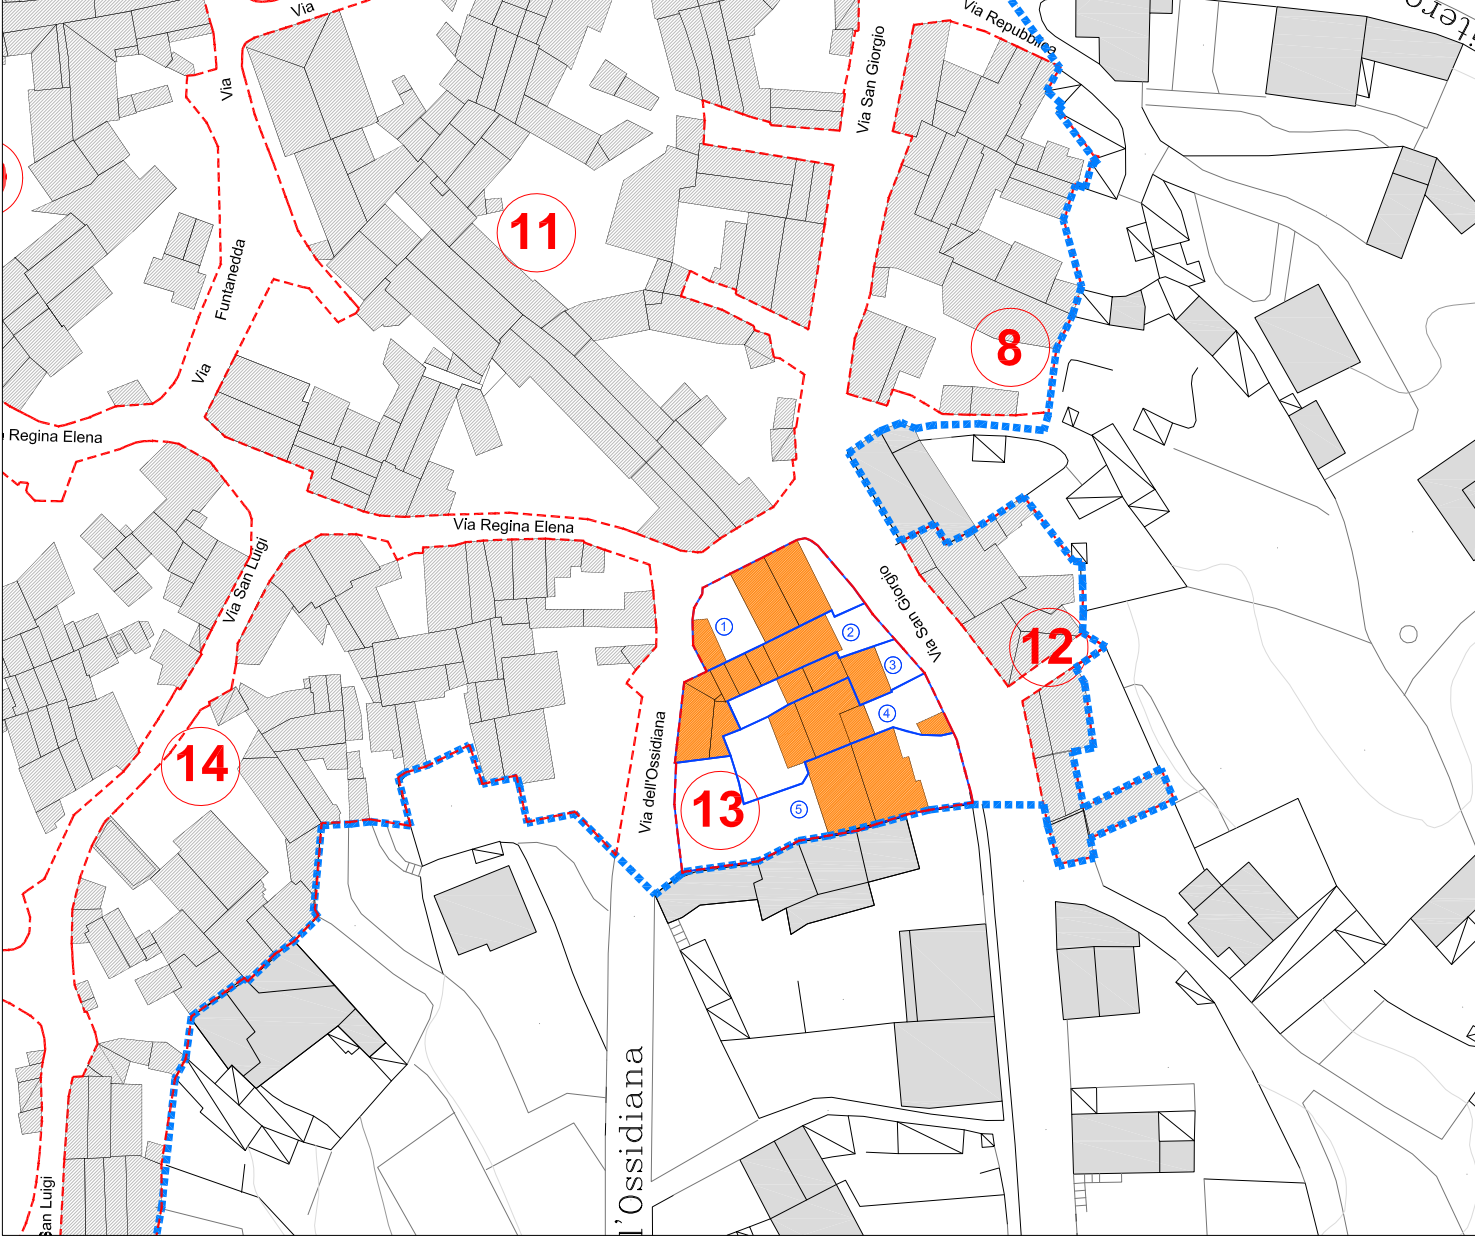 Via
Via Repubblica
Via San Giorgio
Via
11
Funtanedda
8
Via
Regina Elena
Via Regina Elena
Via San Luigi
Via San Giorgio
1
2
3
4
5
12
14
13
Via dell'Ossidiana
l'Ossidiana
San Luigi